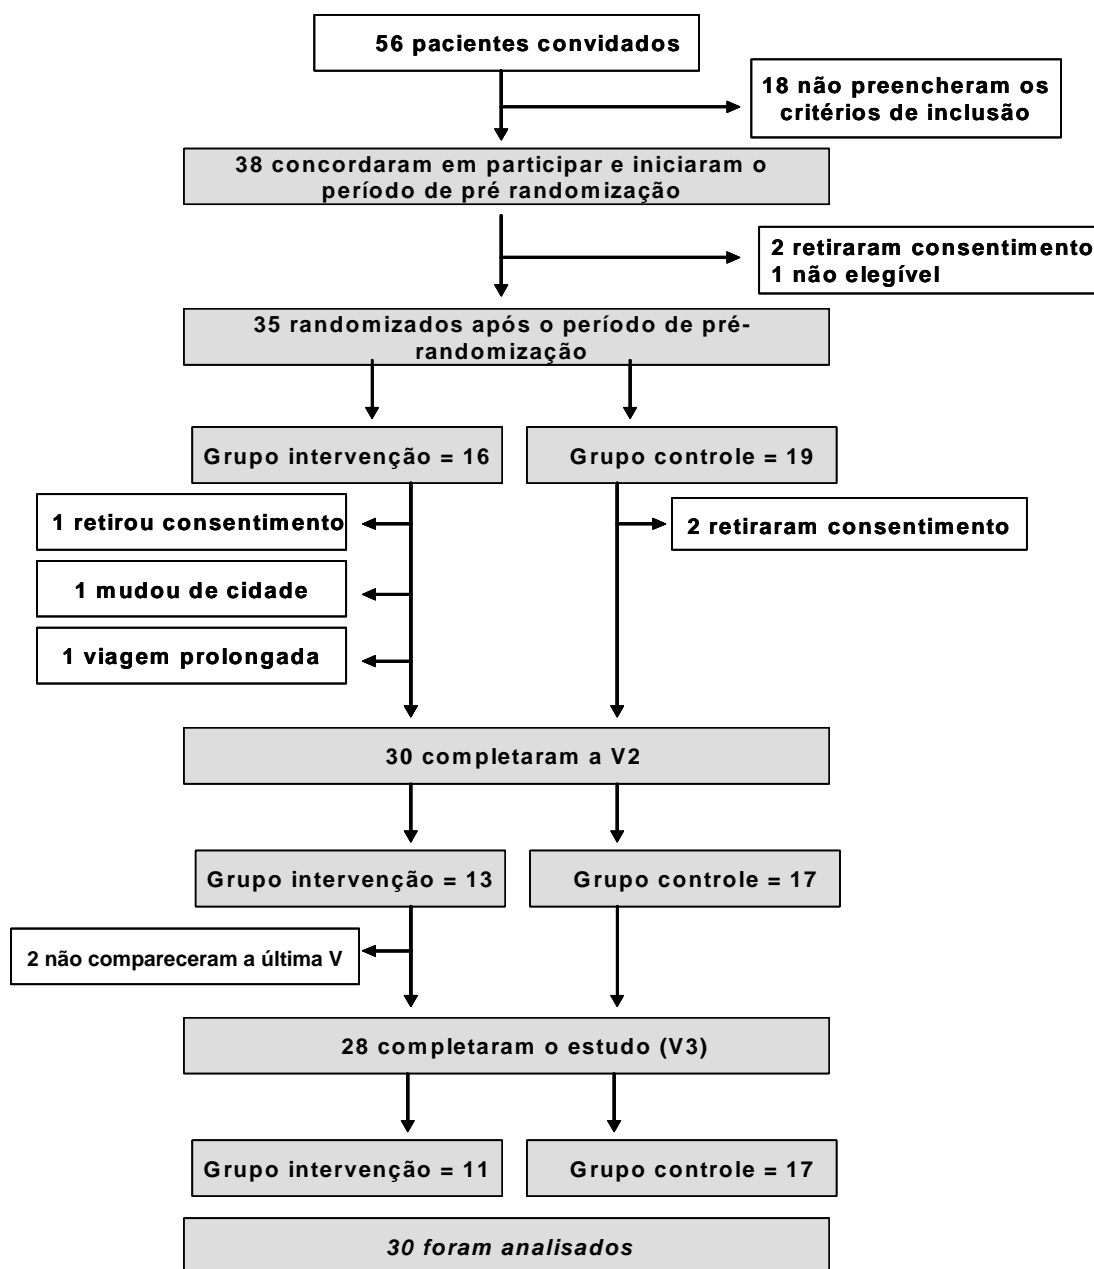 56 pacientes convidados
18 não preencheram os
critérios de inclusão
38 concordaram em participar e iniciaram o
período de pré randomização
2 retiraram consentimento
1 não elegível
35 randomizados após o período de pré-
randomização
Grupo intervenção = 16
Grupo controle = 19
1 retirou consentimento
2 retiraram consentimento
1 mudou de cidade
1 viagem prolongada
30 completaram a V2
Grupo intervenção = 13
Grupo controle = 17
2 não compareceram a última V
28 completaram o estudo (V3)
Grupo intervenção = 11
Grupo controle = 17
30 foram analisados